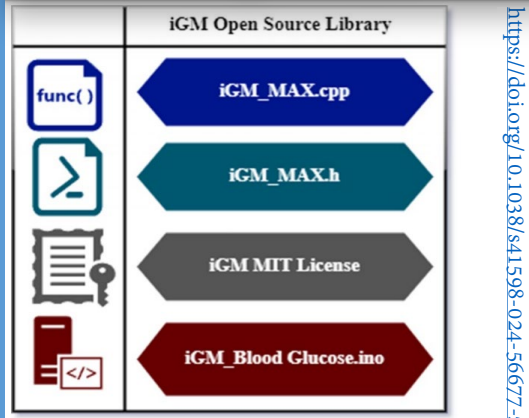 iGM Open Source Library
func( )
iGM_MAX.cpp
iGM_MAX.h
iGM MIT License
</>
iGM_Blood Glucose.ino
https://doi.org/10.1038/s41598-024-56677-